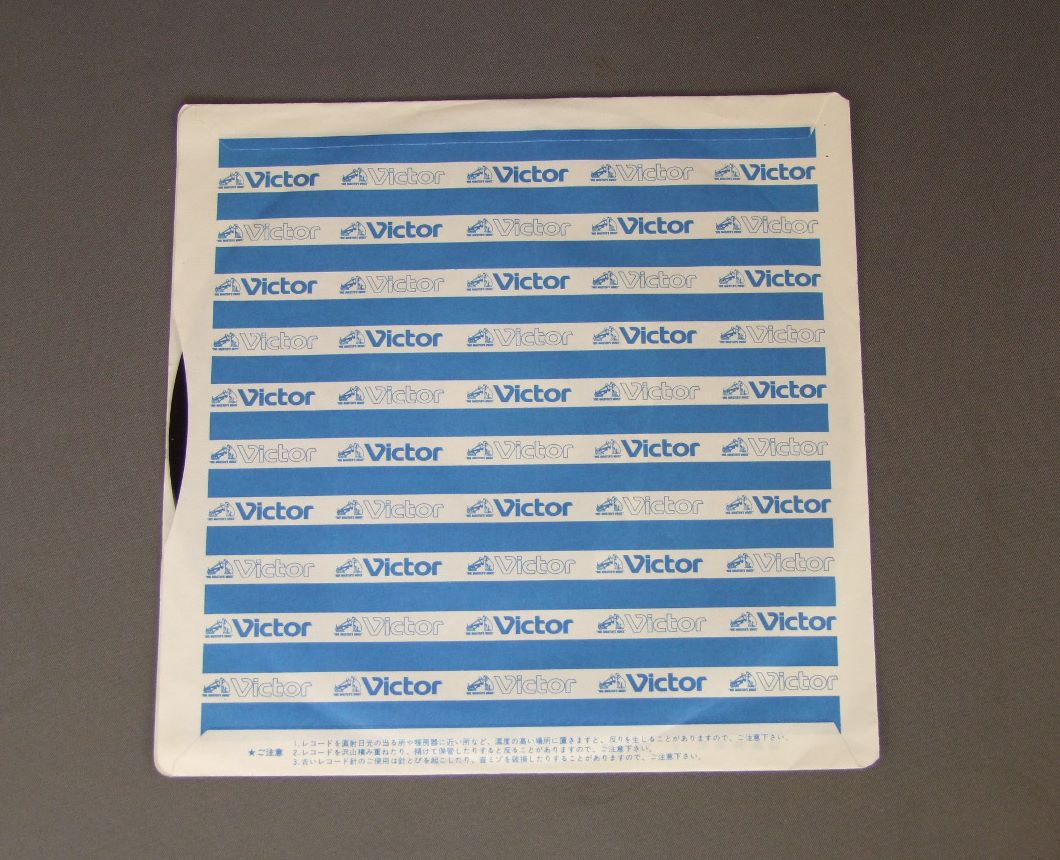 Victor Victor Victor Victor Victor
Victor Victor Victor Victor Victor
Victor Victor Victor Victor Victor
Victor Victor Victor Victor Victor
Victor Victor Victor Victor Victor
Victor Victor Victor Victor Victor
Victor Victor Victor Victor Victor
Victor Victor Victor Victor Victor
Victor Victor Victor Victor Victor
Victor Victor Victor Victor Victor
1.レコードを直射日光の当る所や暖房器に近い所など、温度の高い場所に置きますと、反りを生じることがありますので、ご注意下さい。
★ご注意 2.レコードを沢山積み重ねたり、傾けて保管したりすると反ることがありますので、ご注意下さい。
3.古いレコード針のご使用は針とびを起こしたり、音ミゾを破損したりすることがありますので、ご注意下さい。